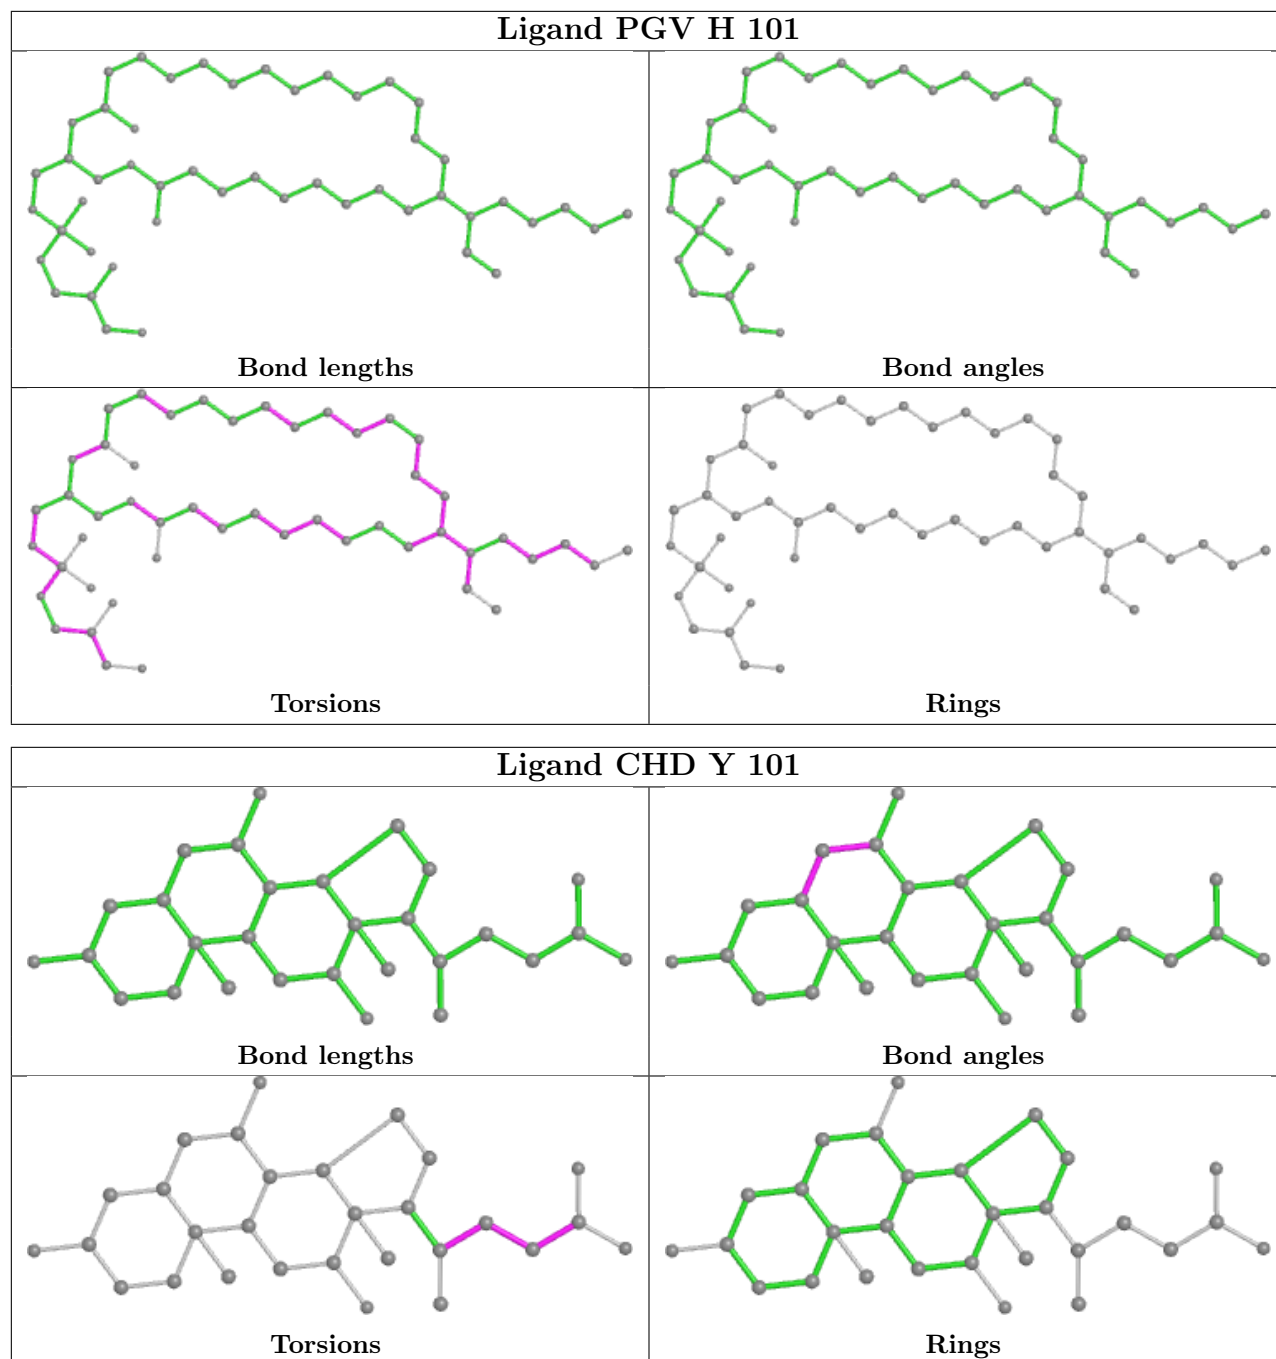 Ligand PGV H 101
Bond lengths
Bond angles
Torsions
Rings
Ligand CHD Y 101
Bond lengths
Bond angles
Torsions
Rings